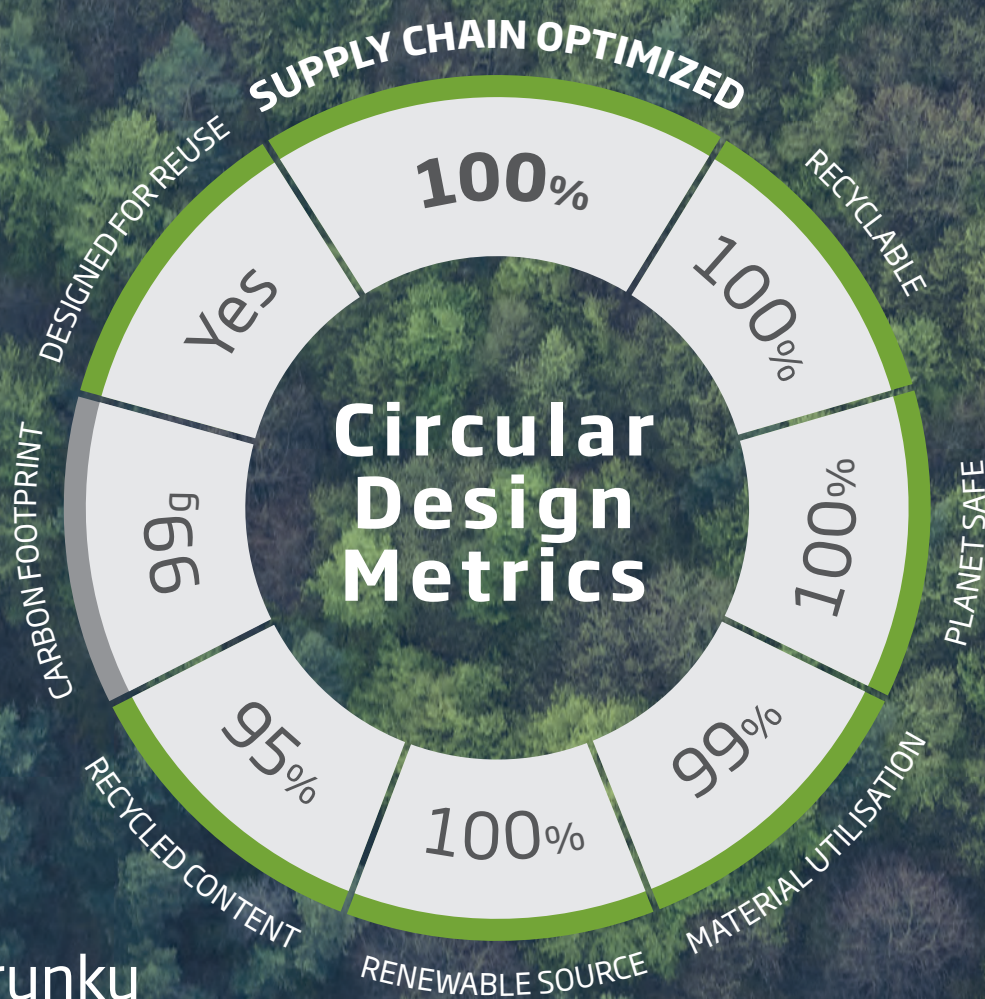 SUPPLY CHAIN OPTIMIZED
100%
RECYCLABLE
100%
PLANET SAFE
100%
MATERIAL UTILISATION
99%
RENEWABLE SOURCE
100%
RECYCLED CONTENT
95%
CARBON FOOTPRINT
99g
DESIGNED FOR REUSE
Yes
Circular
Design
Metrics